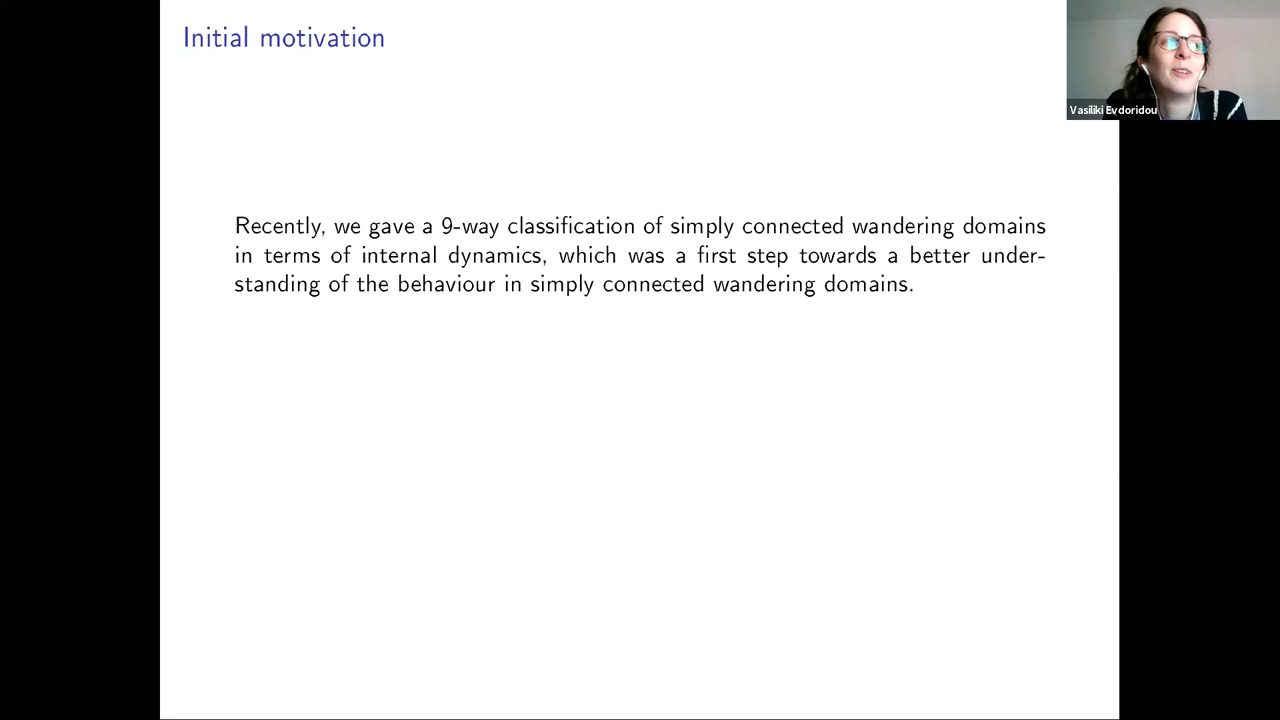 Initial motivation
Vasiliki Evdoridou
Recently, we gave a 9-way classification of simply connected wandering domains
in terms of internal dynamics, which was a first step towards a better under-
standing of the behaviour in simply connected wandering domains.